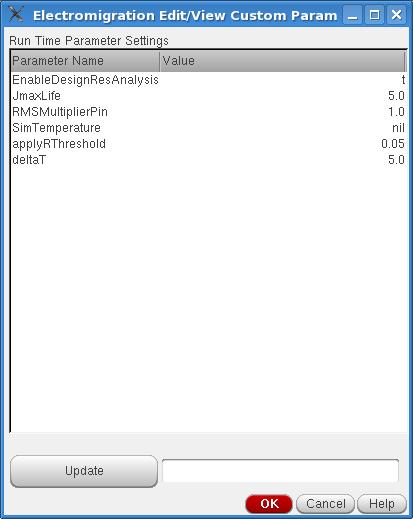 Electromigration Edit/View Custom Param
Run Time Parameter Settings
Parameter Name Value
EnableDesignResAnalysis t
JmaxLife 5.0
RMSMultiplierPin 1.0
SimTemperature nil
applyRThreshold 0.05
deltaT 5.0
Update
OK Cancel Help